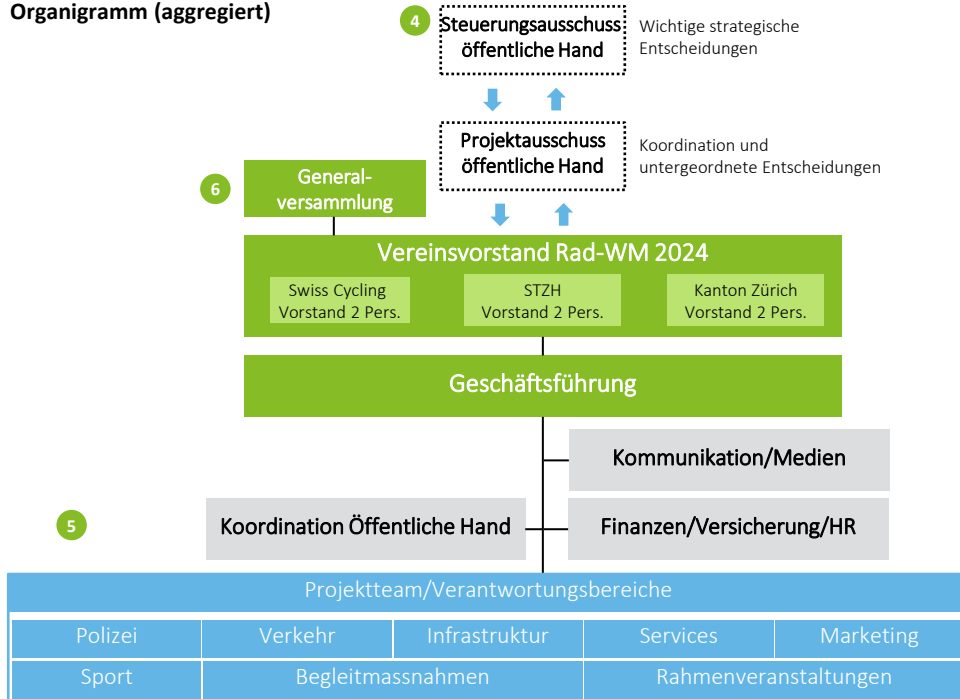 Organigramm (aggregiert)
4
Steuerungsausschuss
öffentliche Hand
Wichtige strategische
Entscheidungen
Projektausschuss
öffentliche Hand
Koordination und
untergeordnete Entscheidungen
6
General-
versammlung
Vereinsvorstand Rad-WM 2024
Swiss Cycling
Vorstand 2 Pers.
STZH
Vorstand 2 Pers.
Kanton Zürich
Vorstand 2 Pers.
Geschäftsführung
Kommunikation/Medien
5
Koordination Öffentliche Hand
Finanzen/Versicherung/HR
Projektteam/Verantwortungsbereiche
Polizei
Verkehr
Infrastruktur
Services
Marketing
Sport
Begleitmassnahmen
Rahmenveranstaltungen